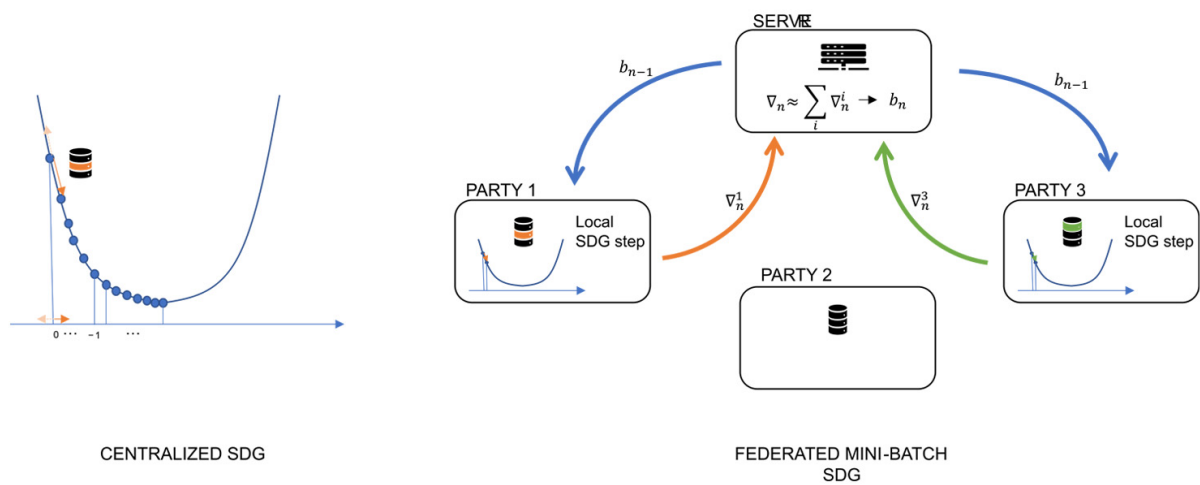 SERVER
b_{n-1}
b_{n-1}
∇_n ≈ ∑_i ∇_n^i → b_n
PARTY 1
∇_n^1
∇_n^3
PARTY 3
Local
SDG step
Local
SDG step
PARTY 2
0 ··· −1 ···
CENTRALIZED SDG
FEDERATED MINI-BATCH
SDG